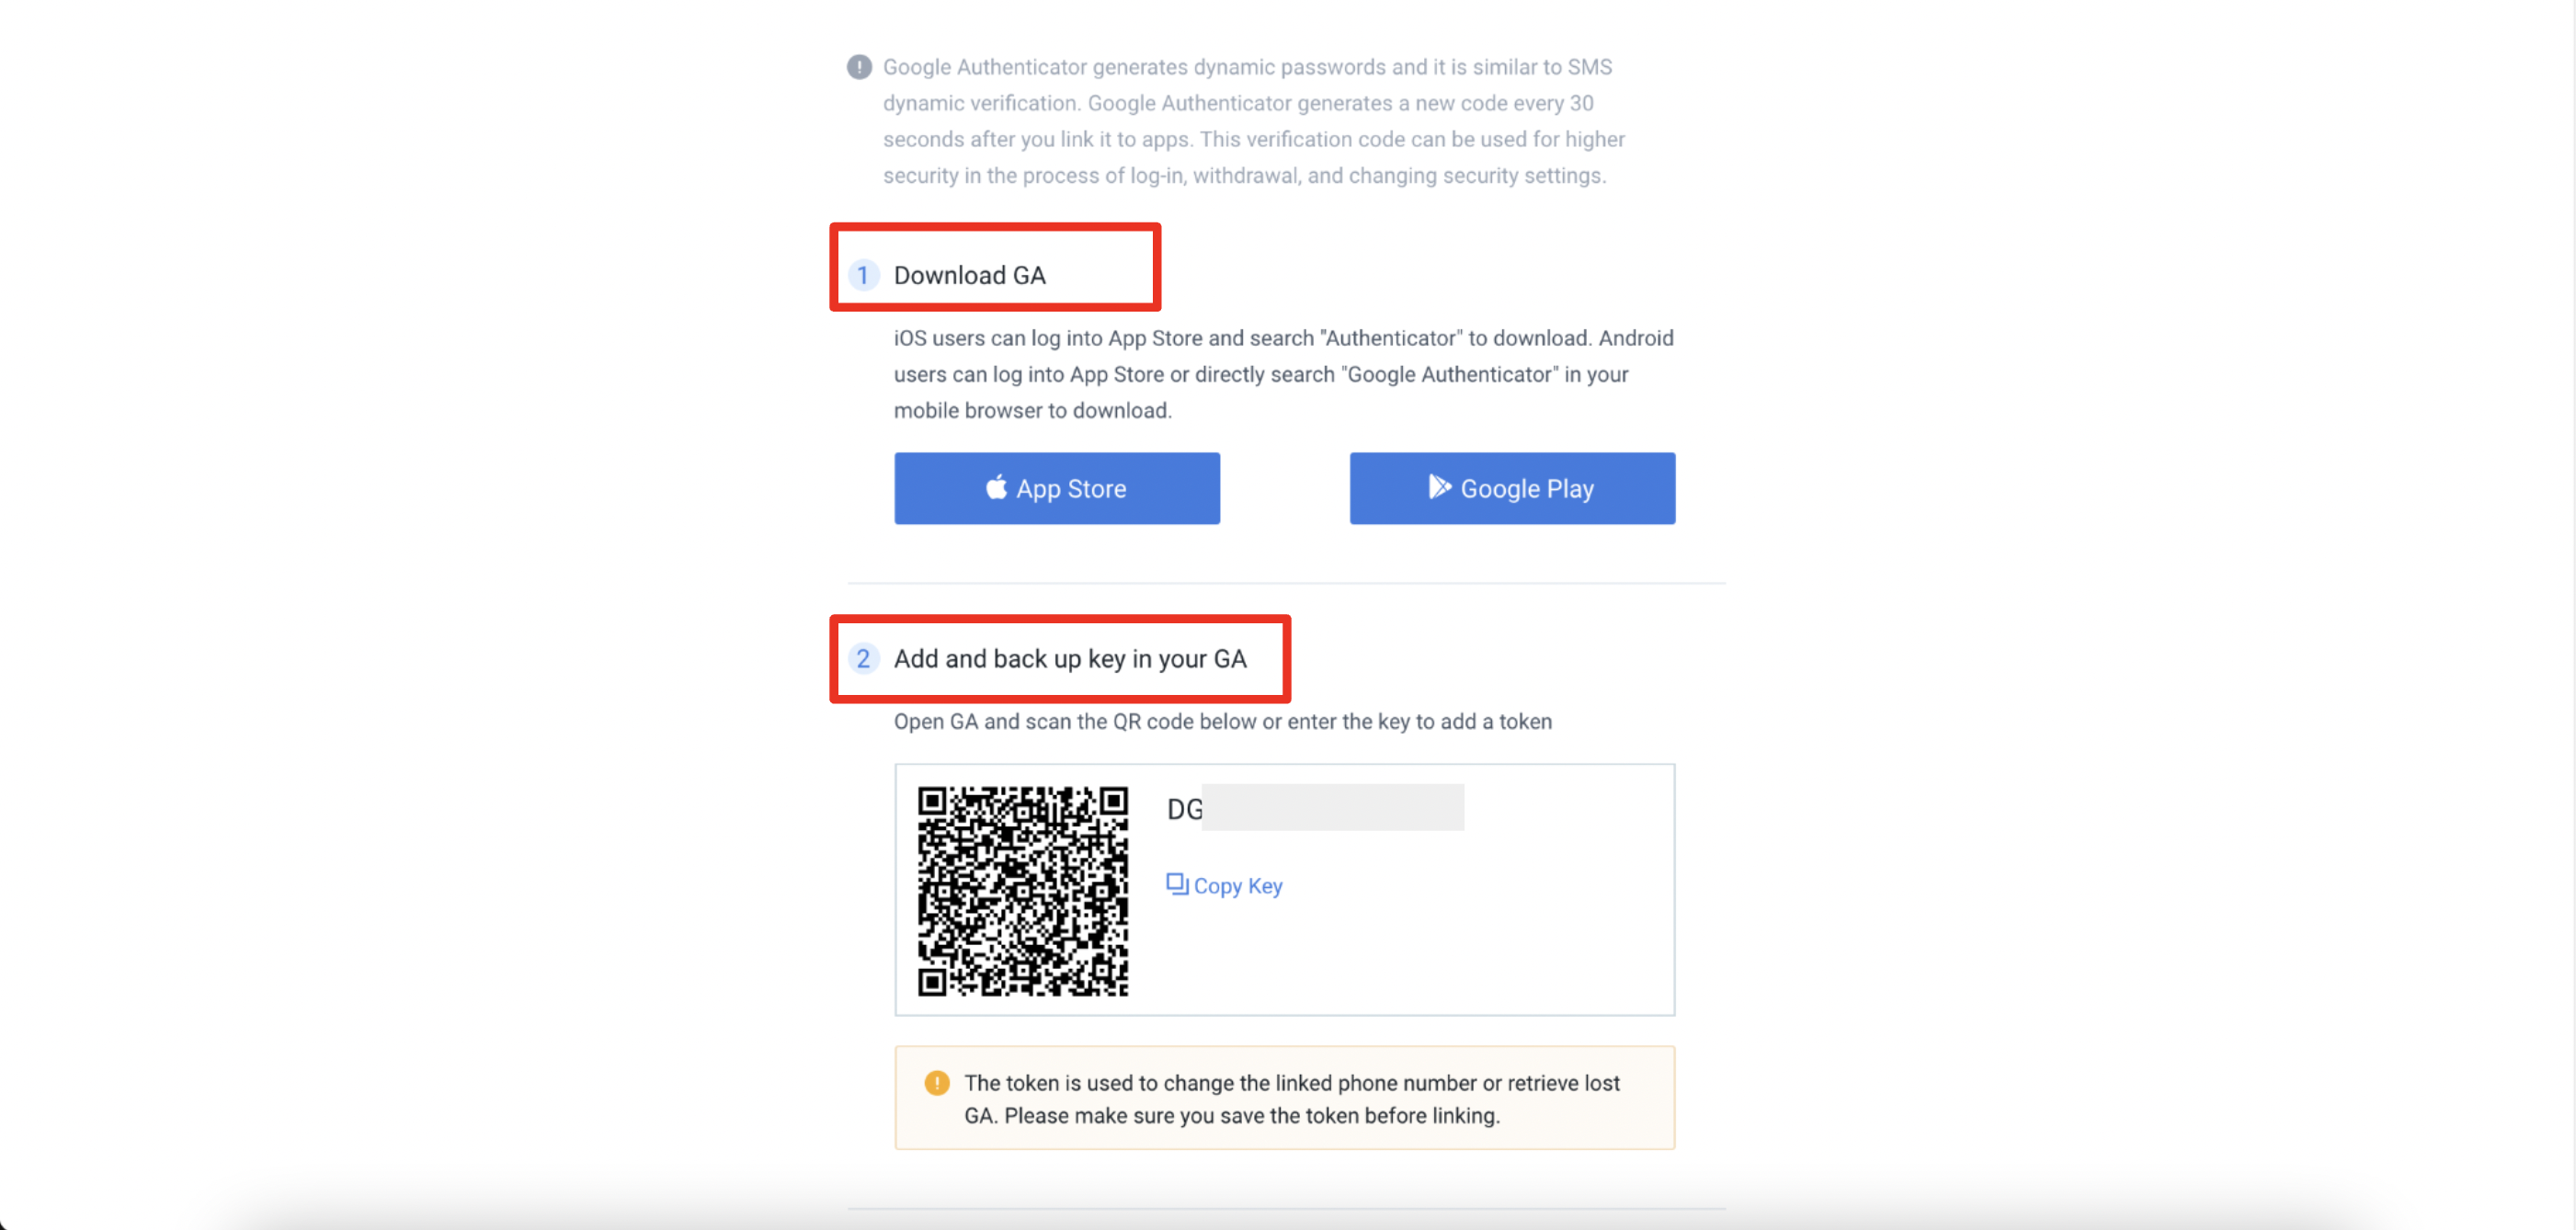 Google Authenticator generates dynamic passwords and it is similar to SMS
dynamic verification. Google Authenticator generates a new code every 30
seconds after you link it to apps. This verification code can be used for higher
security in the process of log-in, withdrawal, and changing security settings.
1 Download GA
iOS users can log into App Store and search "Authenticator" to download. Android
users can log into App Store or directly search "Google Authenticator" in your
mobile browser to download.
App Store
Google Play
2 Add and back up key in your GA
Open GA and scan the QR code below or enter the key to add a token
DG
Copy Key
The token is used to change the linked phone number or retrieve lost
GA. Please make sure you save the token before linking.